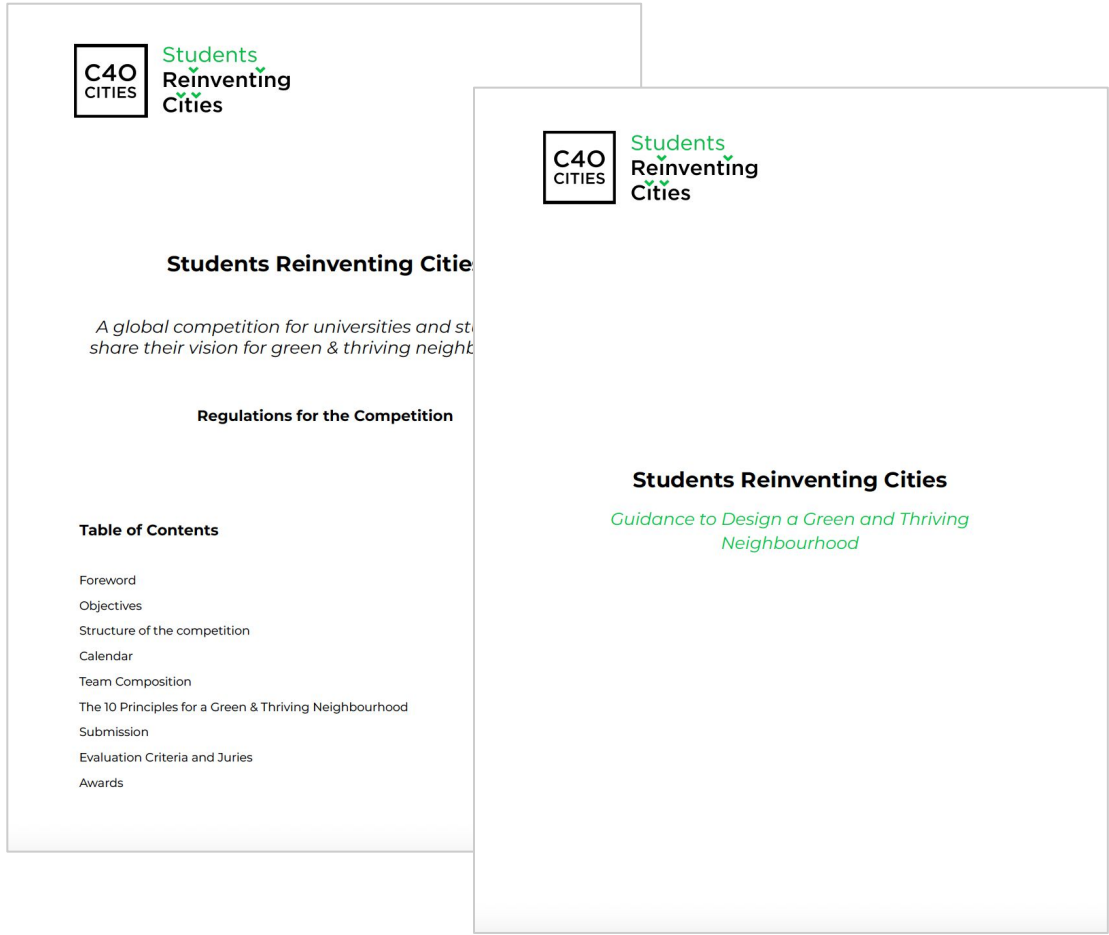 C40
CITIES
Students
Reinventing
Cities
Students Reinventing Citie
A global competition for universities and
share their vision for green & thriving
Regulations for the Competition
Table of Contents
Foreword
Objectives
Structure of the competition
Calendar
Team Composition
The 10 Principles for a Green & Thriving Neighbourhood
Submission
Evaluation Criteria and Juries
Awards
C40
CITIES
Students
Reinventing
Cities
Students Reinventing Cities
Guidance to Design a Green and Thriving
Neighbourhood